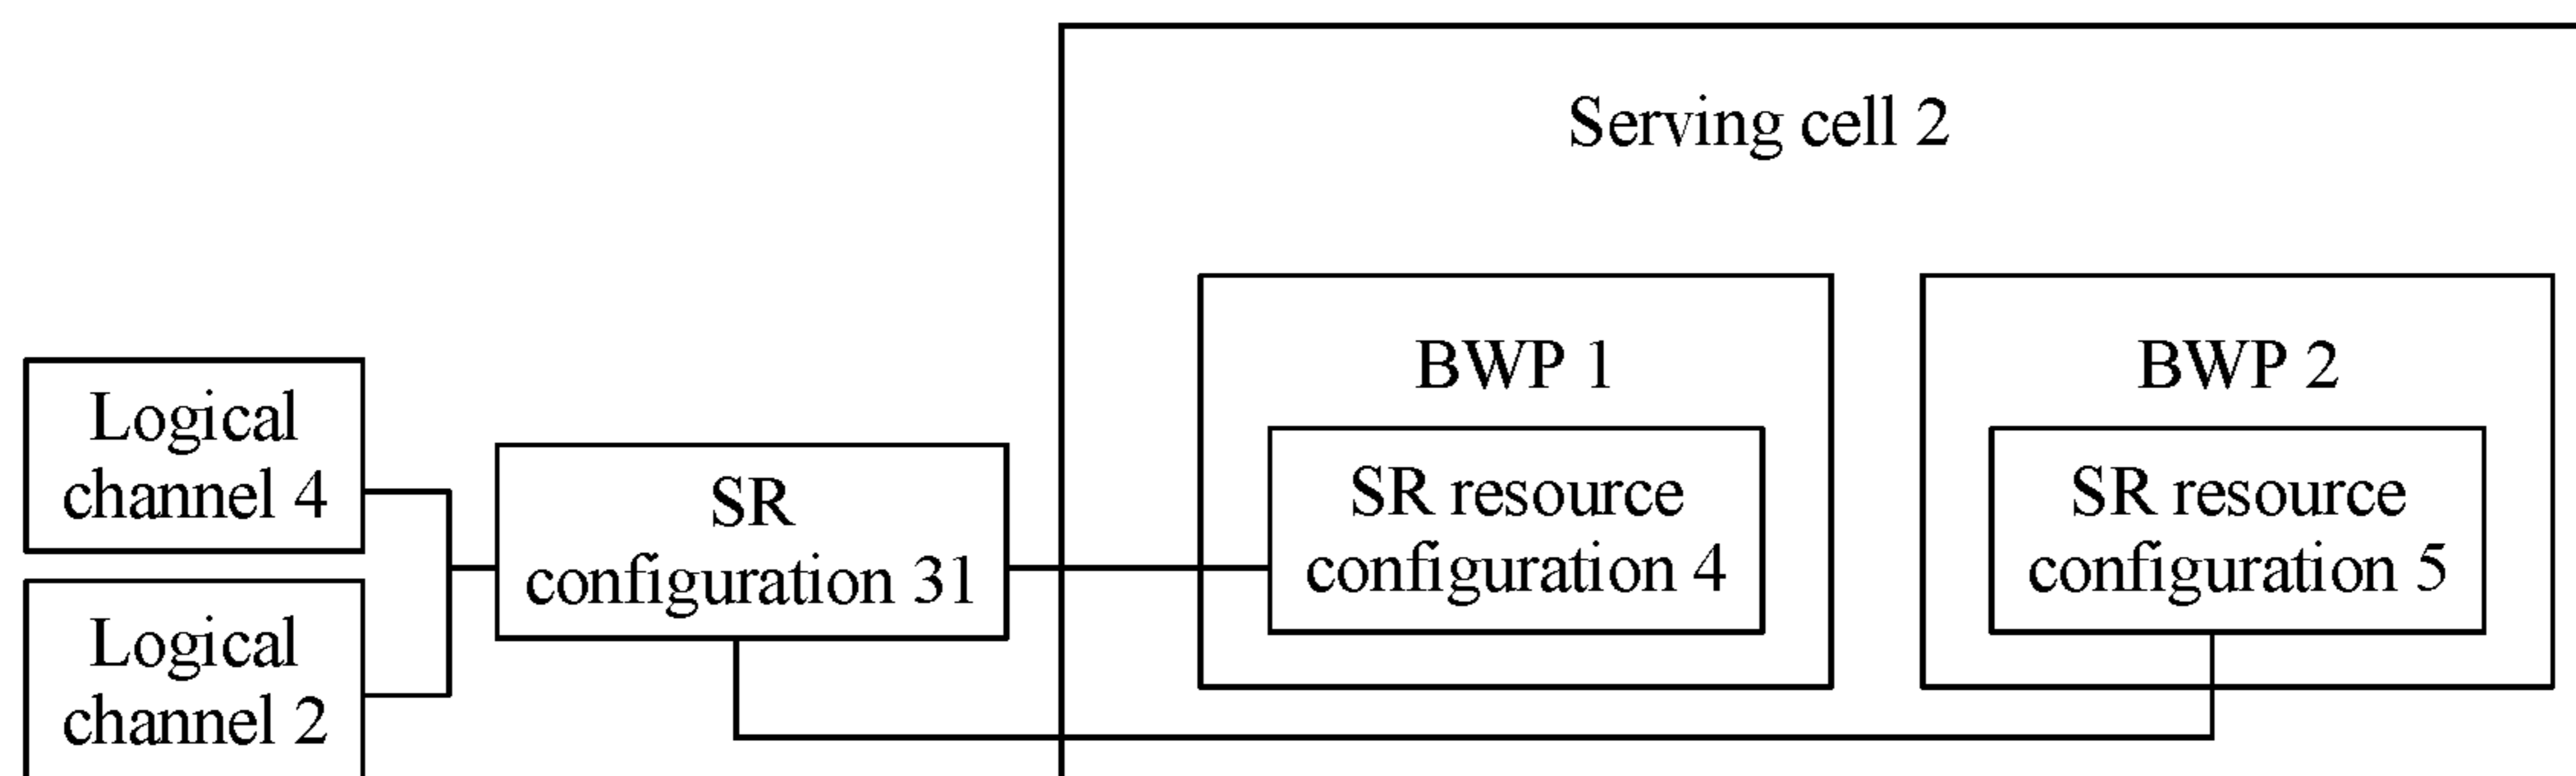 Serving cell 2
BWP 1
BWP 2
Logical
channel 4
SR
configuration 31
SR resource
configuration 4
SR resource
configuration 5
Logical
channel 2